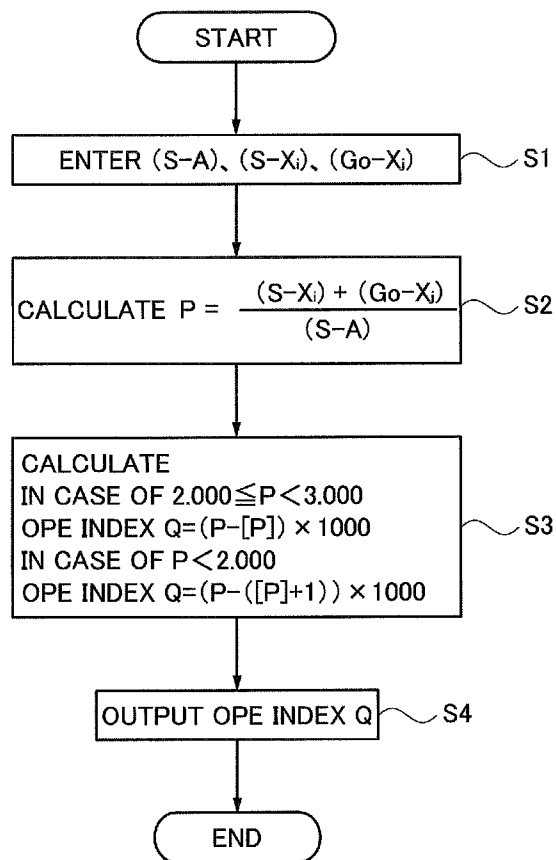 START
ENTER (S-A)、(S-Xi)、(Go-Xj)
S1
CALCULATE P = (S-Xi) + (Go-Xj)
(S-A)
S2
CALCULATE
IN CASE OF 2.000≦P<3.000
OPE INDEX Q=(P-[P])×1000
IN CASE OF P<2.000
OPE INDEX Q=(P-([P]+1))×1000
S3
OUTPUT OPE INDEX Q
S4
END